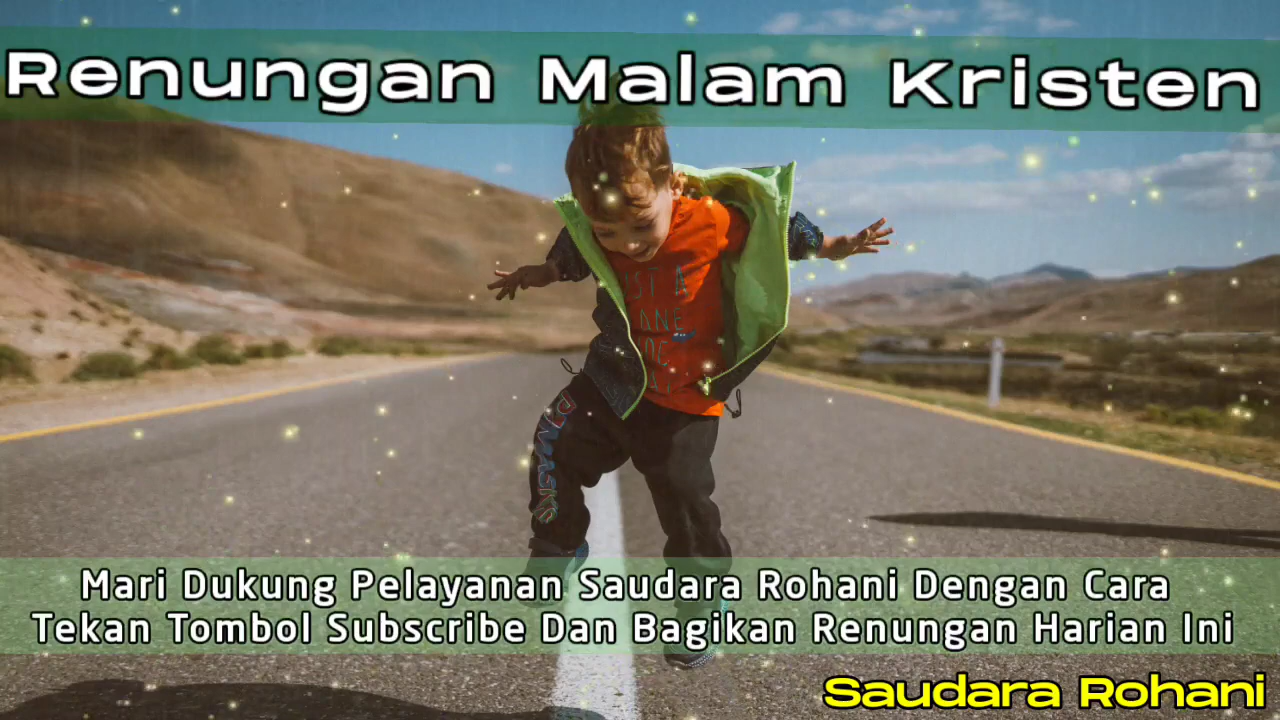 Renungan Malam Kristen
JUST A
Mari Dukung Pelayanan Saudara Rohani Dengan Cara
Tekan Tombol Subscribe Dan Bagikan Renungan Harian Ini
Saudara Rohani